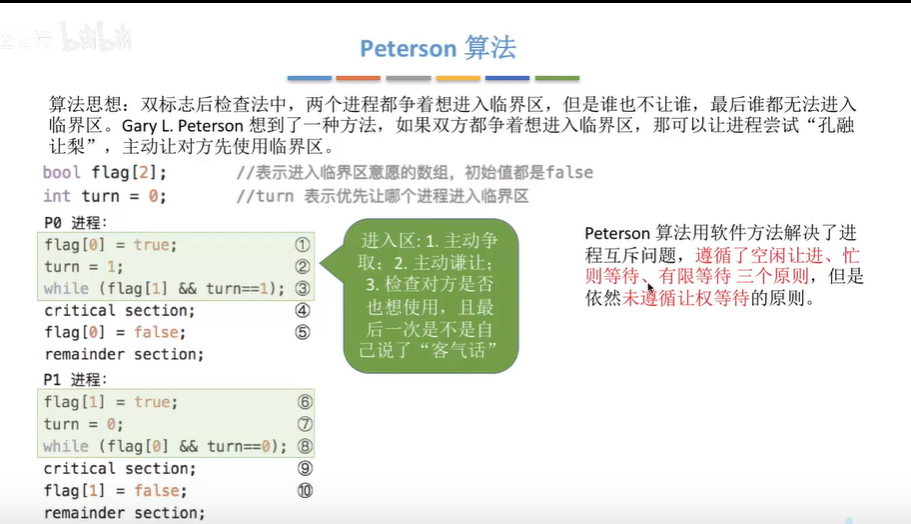 bilibili
Peterson 算法
算法思想：双标志后检查法中，两个进程都争着想进入临界区，但是谁也不让谁，最后谁都无法进入
临界区。Gary L. Peterson 想到了一种方法，如果双方都争着想进入临界区，那可以让进程尝试“孔融
让梨”，主动让对方先使用临界区。
bool flag[2]; //表示进入临界区意愿的数组，初始值都是false
int turn = 0; //turn 表示优先让哪个进程进入临界区
P0 进程：
flag[0] = true; ①
turn = 1; ②
while (flag[1] && turn==1); ③
critical section; ④
flag[0] = false; ⑤
remainder section;
P1 进程：
flag[1] = true; ⑥
turn = 0; ⑦
while (flag[0] && turn==0); ⑧
critical section; ⑨
flag[1] = false; ⑩
remainder section;
进入区：1. 主动争
取；2. 主动谦让；
3. 检查对方是否
也想使用，且最
后一次是不是自
己说了“客气话”
Peterson 算法用软件方法解决了进
程互斥问题，遵循了空闲让进、忙
则等待、有限等待 三个原则，但是
依然未遵循让权等待的原则。